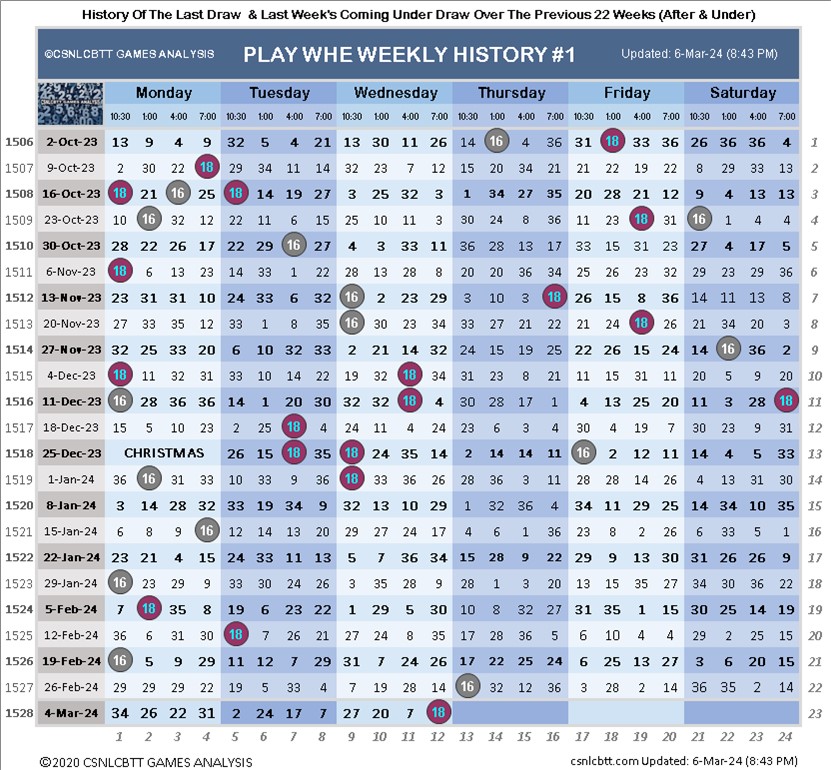 History Of The Last Draw & Last Week's Coming Under Draw Over The Previous 22 Weeks (After & Under)
©CSNLCBTT GAMES ANALYSIS PLAY WHE WEEKLY HISTORY #1 Updated: 6-Mar-24 (8:43 PM)
Monday Tuesday Wednesday Thursday Friday Saturday
10:30 1:00 4:00 7:00 10:30 1:00 4:00 7:00 10:30 1:00 4:00 7:00 10:30 1:00 4:00 7:00 10:30 1:00 4:00 7:00 10:30 1:00 4:00 7:00
1506 2-Oct-23 13 9 4 9 32 5 4 21 13 30 11 26 14 16 4 36 31 18 33 36 26 36 36 4 1
1507 9-Oct-23 2 30 22 18 29 34 11 14 32 23 7 12 15 20 34 21 21 22 19 22 8 29 33 13 2
1508 16-Oct-23 18 21 16 25 18 14 19 27 3 25 32 3 1 34 27 35 20 28 21 12 9 4 13 13 3
1509 23-Oct-23 10 16 32 12 22 11 6 15 25 10 11 3 30 24 8 36 11 23 18 31 16 1 4 4 4
1510 30-Oct-23 28 22 26 17 22 29 16 27 4 3 33 11 36 28 13 17 33 15 31 23 27 4 17 5 5
1511 6-Nov-23 18 6 13 23 14 33 1 22 28 13 28 8 20 20 36 34 25 26 23 32 29 23 29 36 6
1512 13-Nov-23 23 31 31 10 24 33 6 32 16 2 23 29 3 10 3 18 26 15 8 36 14 11 13 8 7
1513 20-Nov-23 27 33 35 12 33 1 8 35 16 30 23 34 33 27 21 22 21 24 18 26 21 34 20 3 8
1514 27-Nov-23 32 25 33 20 6 10 32 33 2 21 14 32 24 15 19 25 22 26 15 24 14 16 36 2 9
1515 4-Dec-23 18 11 32 31 33 10 14 22 19 32 18 34 31 23 8 21 11 15 31 11 20 5 9 20 10
1516 11-Dec-23 16 28 36 36 14 1 20 30 32 32 18 4 30 28 17 1 4 13 25 20 11 3 28 18 11
1517 18-Dec-23 15 5 10 23 2 25 18 4 24 11 4 24 23 6 3 4 30 4 19 7 30 23 9 31 12
1518 25-Dec-23 CHRISTMAS 26 15 18 35 18 24 35 14 2 14 14 11 16 2 12 11 14 4 5 33 13
1519 1-Jan-24 36 16 31 33 10 33 9 36 18 33 36 26 28 36 3 11 28 28 14 26 4 13 31 30 14
1520 8-Jan-24 3 14 28 32 33 19 34 9 32 13 10 29 1 32 36 4 34 11 29 25 14 34 10 35 15
1521 15-Jan-24 6 8 9 16 12 14 13 20 29 27 24 17 4 6 1 36 23 8 2 26 6 33 5 1 16
1522 22-Jan-24 23 21 4 15 24 33 11 13 5 7 36 34 15 28 9 22 29 9 13 30 31 26 26 9 17
1523 29-Jan-24 16 23 29 9 33 30 24 26 3 35 28 9 28 1 3 20 13 15 35 27 34 30 36 22 18
1524 5-Feb-24 7 18 35 8 19 6 23 22 1 29 5 30 10 8 32 27 31 35 1 15 30 25 14 19 19
1525 12-Feb-24 36 6 31 30 18 7 26 21 27 24 8 35 17 28 36 5 6 10 4 4 29 2 25 15 20
1526 19-Feb-24 16 5 9 29 11 12 7 29 31 7 24 26 17 22 25 24 6 25 13 27 3 6 20 15 21
1527 26-Feb-24 29 29 29 22 19 5 33 4 7 19 28 14 16 32 12 36 3 28 2 14 36 35 2 14 22
1528 4-Mar-24 34 26 22 31 2 24 17 7 27 20 7 18 23
1 2 3 4 5 6 7 8 9 10 11 12 13 14 15 16 17 18 19 20 21 22 23 24
©2020 CSNLCBTT GAMES ANALYSIS csnlcbtt.com Updated: 6-Mar-24 (8:43 PM)